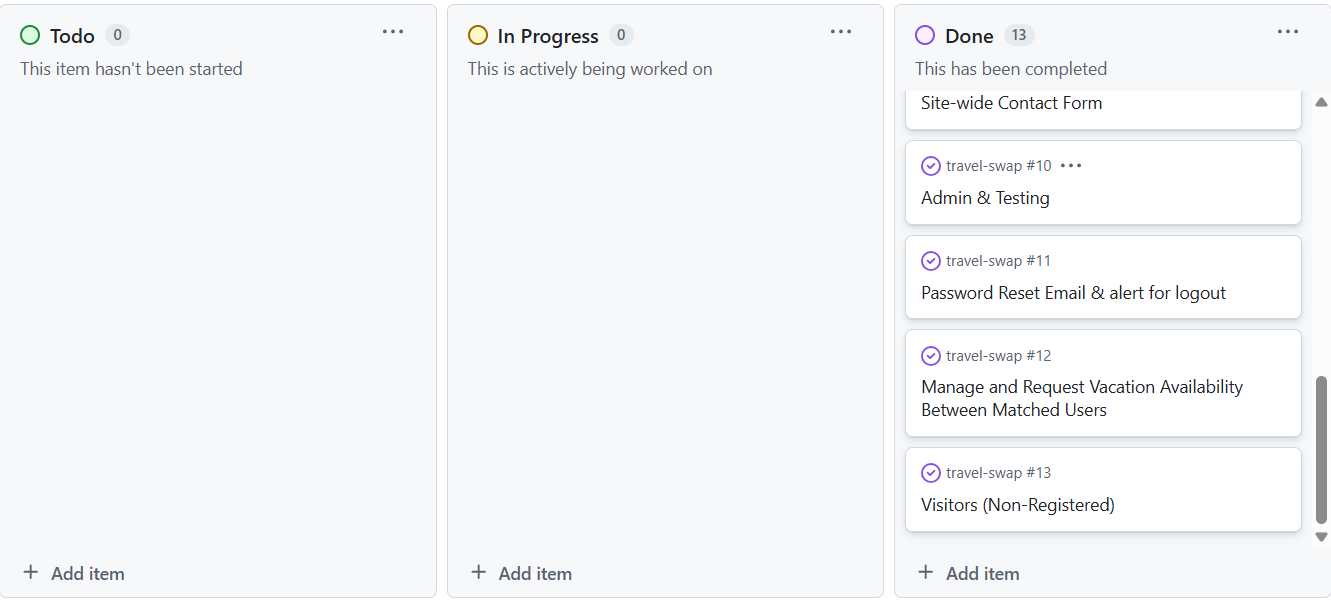 Todo 0
This item hasn't been started
+ Add item
In Progress 0
This is actively being worked on
+ Add item
Done 13
This has been completed
Site-wide Contact Form
travel-swap #10
Admin & Testing
travel-swap #11
Password Reset Email & alert for logout
travel-swap #12
Manage and Request Vacation Availability
Between Matched Users
travel-swap #13
Visitors (Non-Registered)
+ Add item